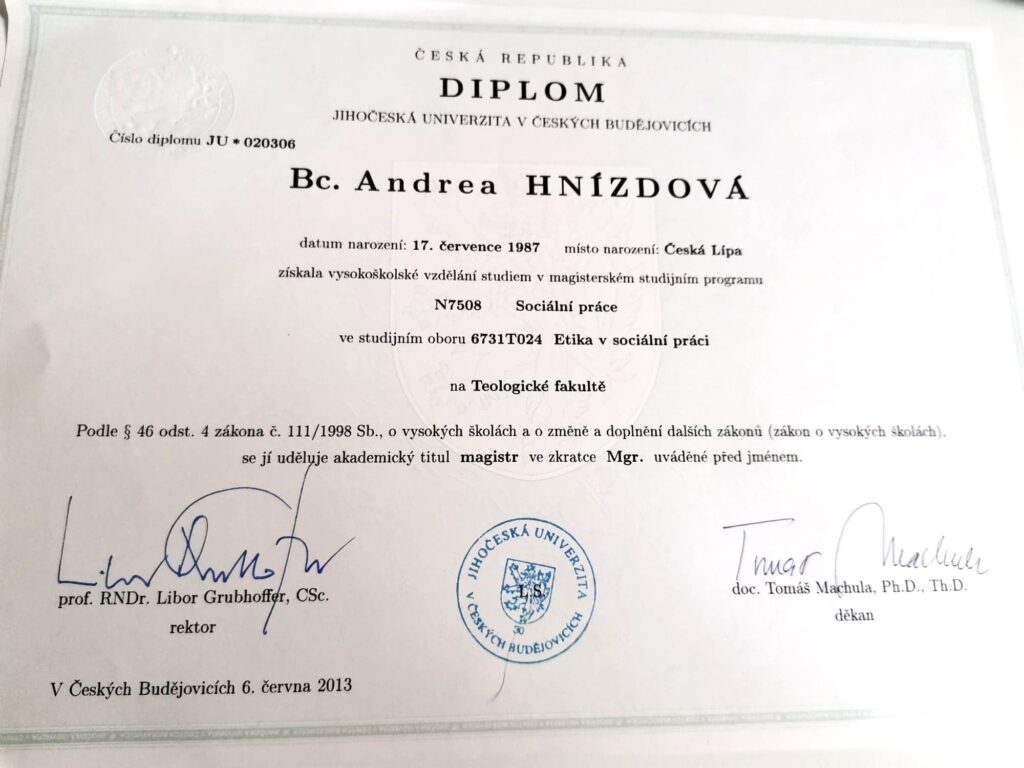 ČESKÁ REPUBLIKA
DIPLOM
JIHOČESKÁ UNIVERZITA V ČESKÝCH BUDĚJOVICÍCH
Číslo diplomu JU * 020306
Bc. Andrea HNÍZDOVÁ
datum narození: 17. července 1987 místo narození: Česká Lípa
získala vysokoškolské vzdělání studiem v magisterském studijním programu
N7508 Sociální práce
ve studijním oboru 6731T024 Etika v sociální práci
na Teologické fakultě
Podle § 46 odst. 4 zákona č. 111/1998 Sb., o vysokých školách a o změně a doplnění dalších zákonů (zákon o vysokých školách),
se jí uděluje akademický titul magistr ve zkratce Mgr. uváděné před jménem.
JIHOČESKÁ UNIVERZITA
V ČESKÝCH BUDĚJOVICÍCH
L.S.
30
Tomáš Machula
prof. RNDr. Libor Grubhoffer, CSc.
rektor
doc. Tomáš Machula, Ph.D., Th.D.
děkan
V Českých Budějovicích 6. června 2013